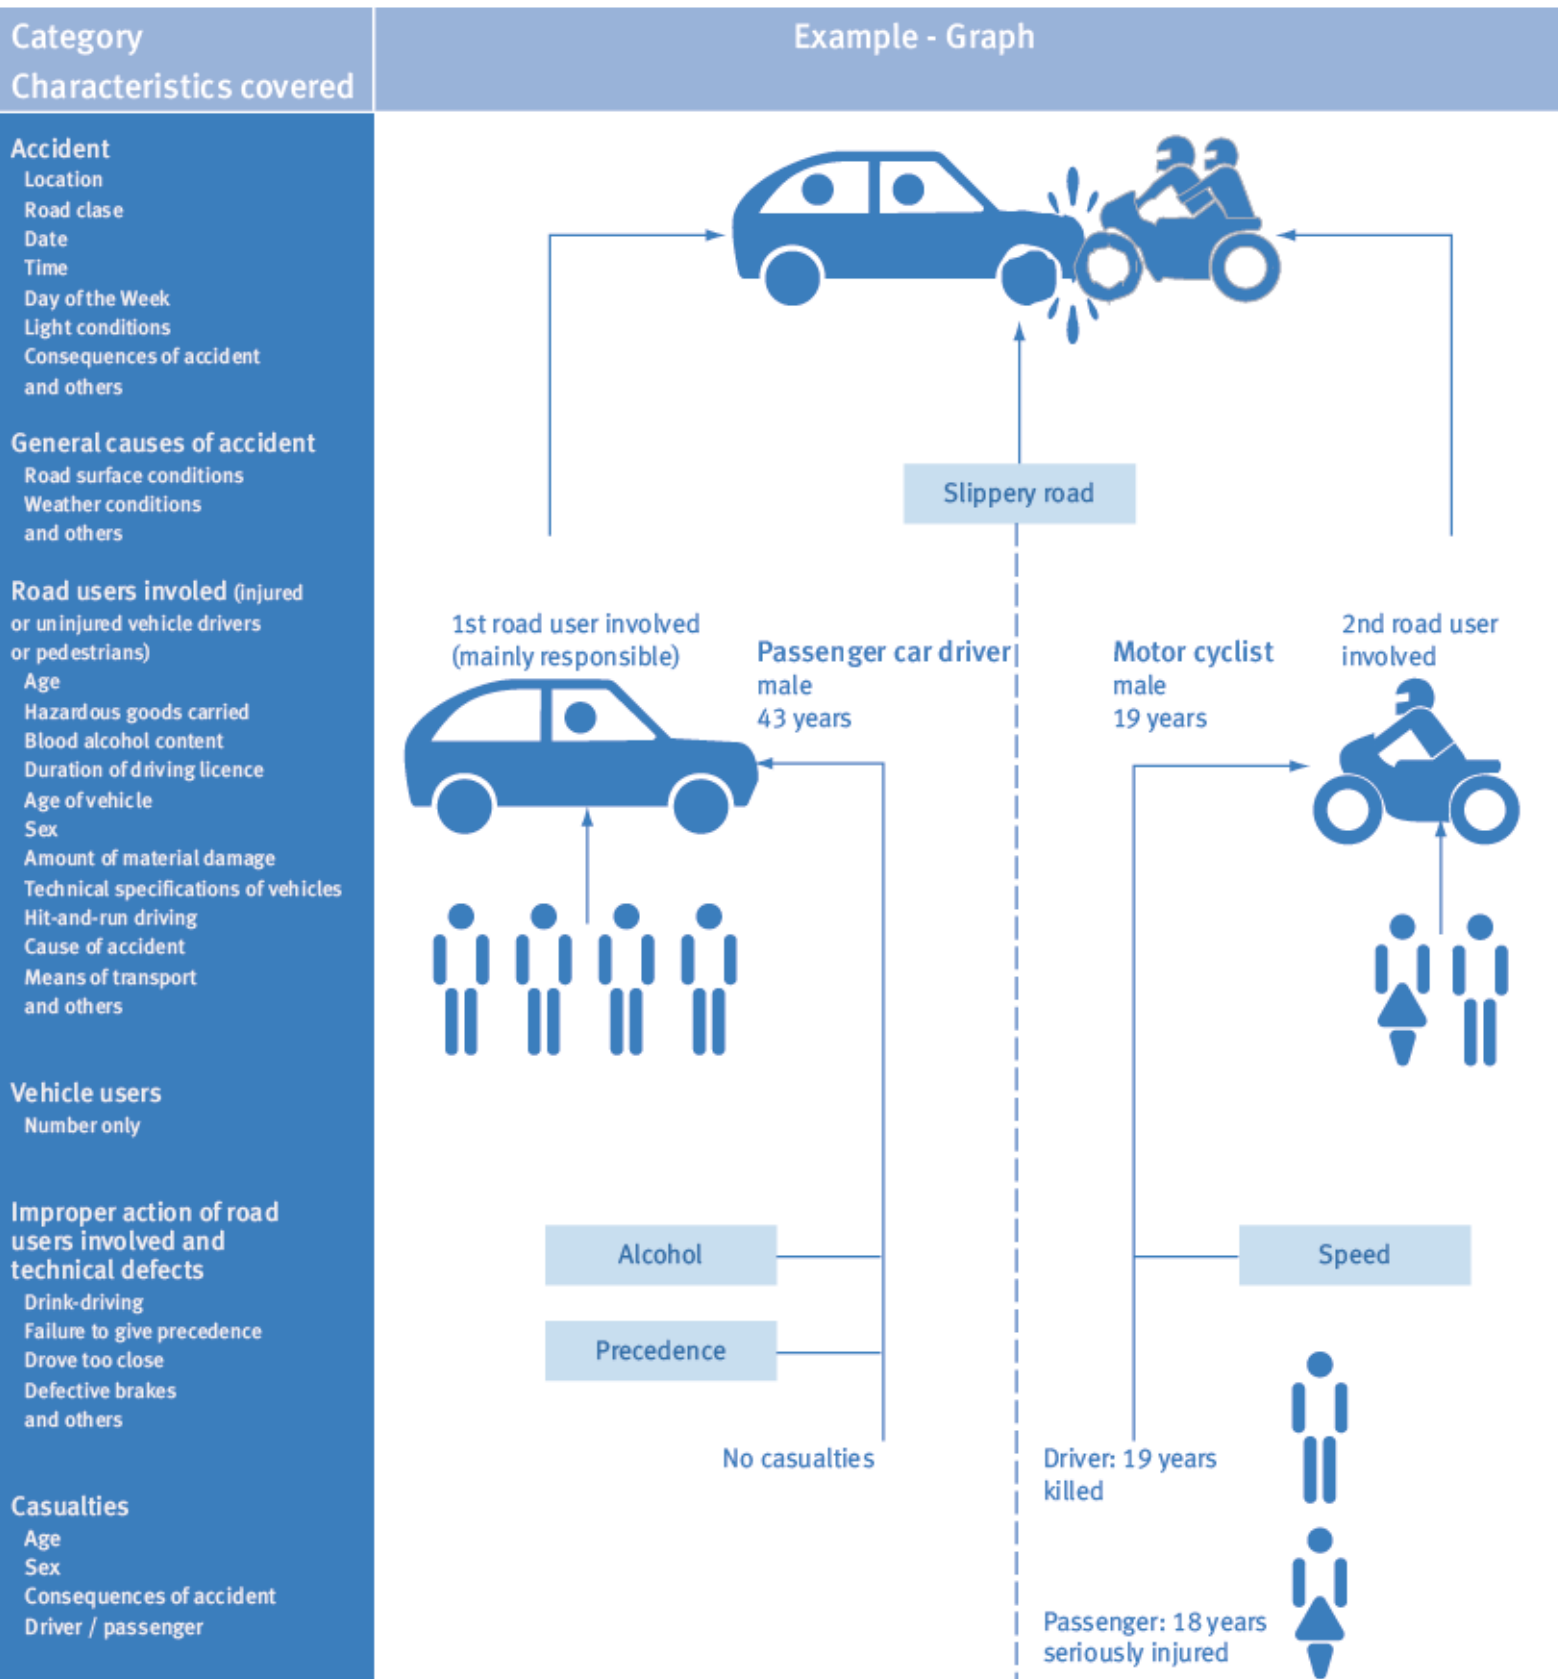 Category
Characteristics covered
Example - Graph
Accident
Location
Road clase
Date
Time
Day of the Week
Light conditions
Consequences of accident
and others
General causes of accident
Road surface conditions
Weather conditions
and others
Road users involed (injured
or uninjured vehicle drivers
or pedestrians)
Age
Hazardous goods carried
Blood alcohol content
Duration of driving licence
Age of vehicle
Sex
Amount of material damage
Technical specifications of vehicles
Hit-and-run driving
Cause of accident
Means of transport
and others
Vehicle users
Number only
Improper action of road
users involved and
technical defects
Drink-driving
Failure to give precedence
Drove too close
Defective brakes
and others
Casualties
Age
Sex
Consequences of accident
Driver / passenger
Slippery road
1st road user involved
(mainly responsible)
Passenger car driver
male
43 years
Motor cyclist
male
19 years
2nd road user
involved
Alcohol
Precedence
No casualties
Speed
Driver: 19 years
killed
Passenger: 18 years
seriously injured